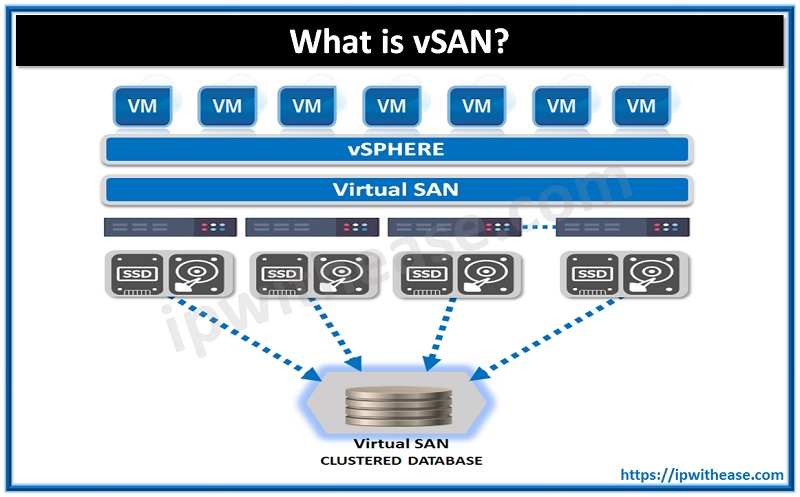 What is vSAN?
VM VM VM VM VM VM VM
vSPHERE
Virtual SAN
SSD SSD SSD SSD
ipwithease.com
Virtual SAN
CLUSTERED DATABASE
https://ipwithease.com